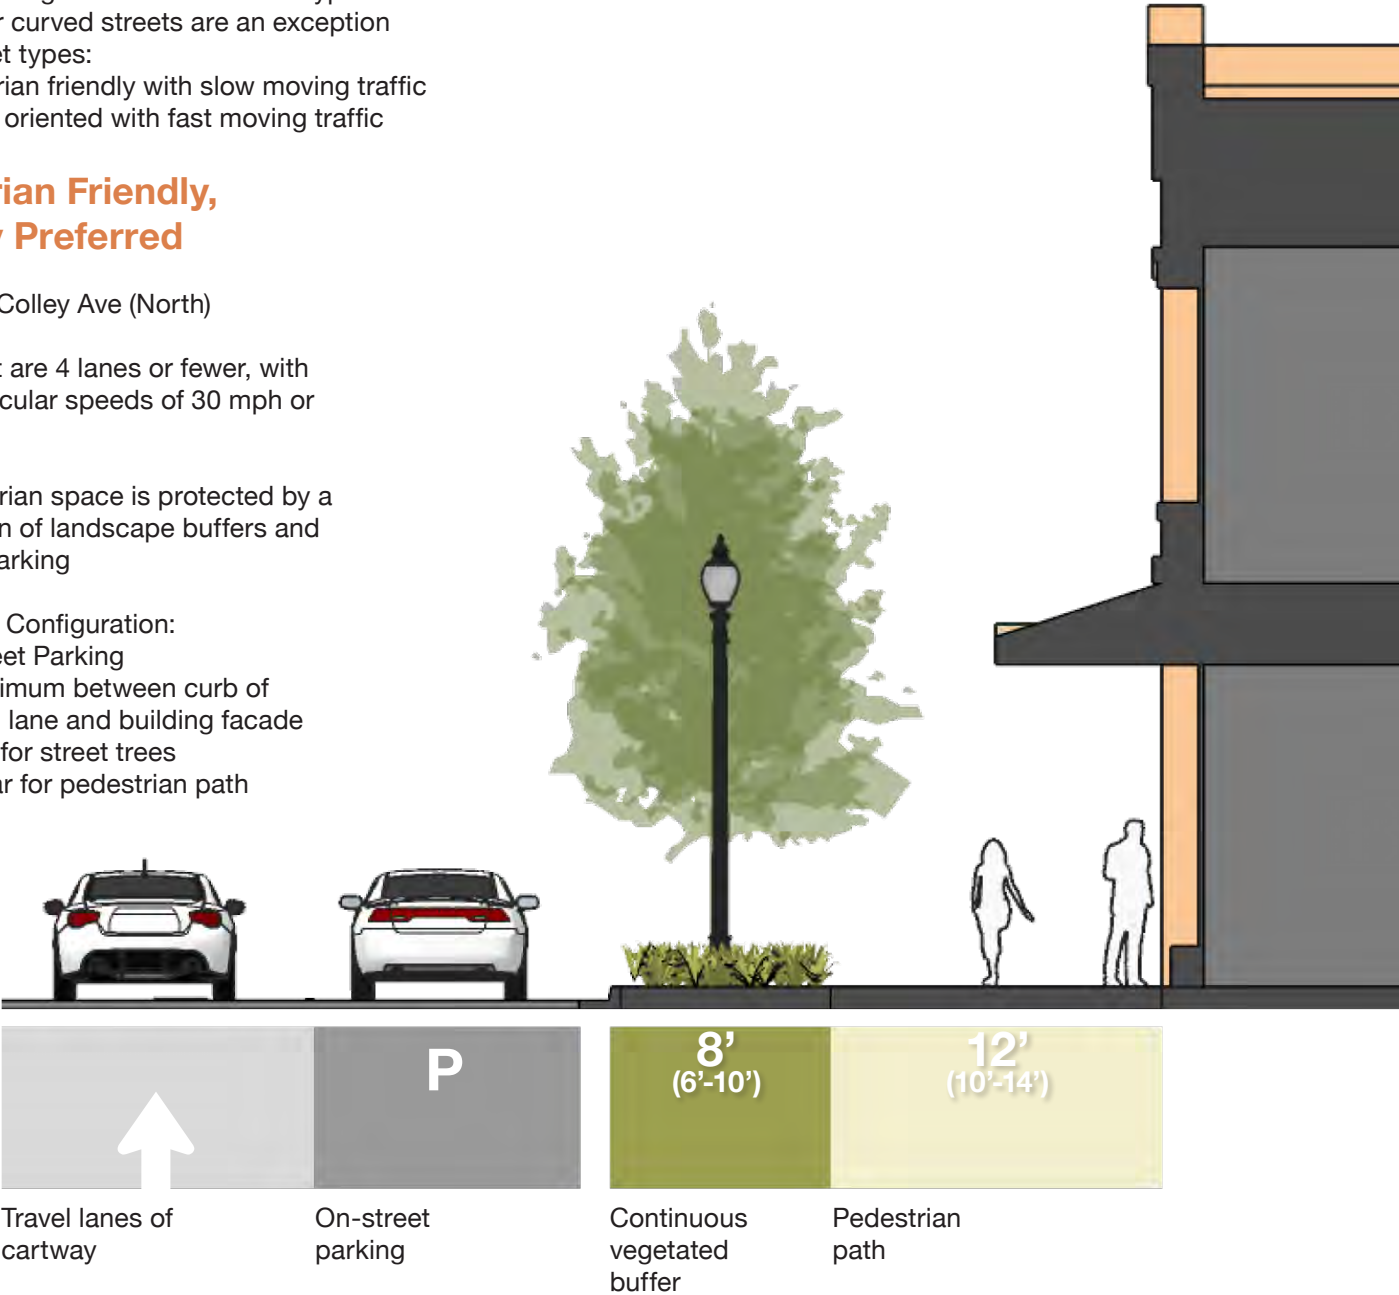 r curved streets are an exception
et types:
rian friendly with slow moving traffic
oriented with fast moving traffic
rian Friendly,
y Preferred
Colley Ave (North)
t are 4 lanes or fewer, with
cular speeds of 30 mph or
rian space is protected by a
n of landscape buffers and
arking
Configuration:
eet Parking
imum between curb of
lane and building facade
for street trees
ar for pedestrian path
P
8’
(6’-10’)
12’
(10’-14’)
Travel lanes of
cartway
On-street
parking
Continuous
vegetated
buffer
Pedestrian
path